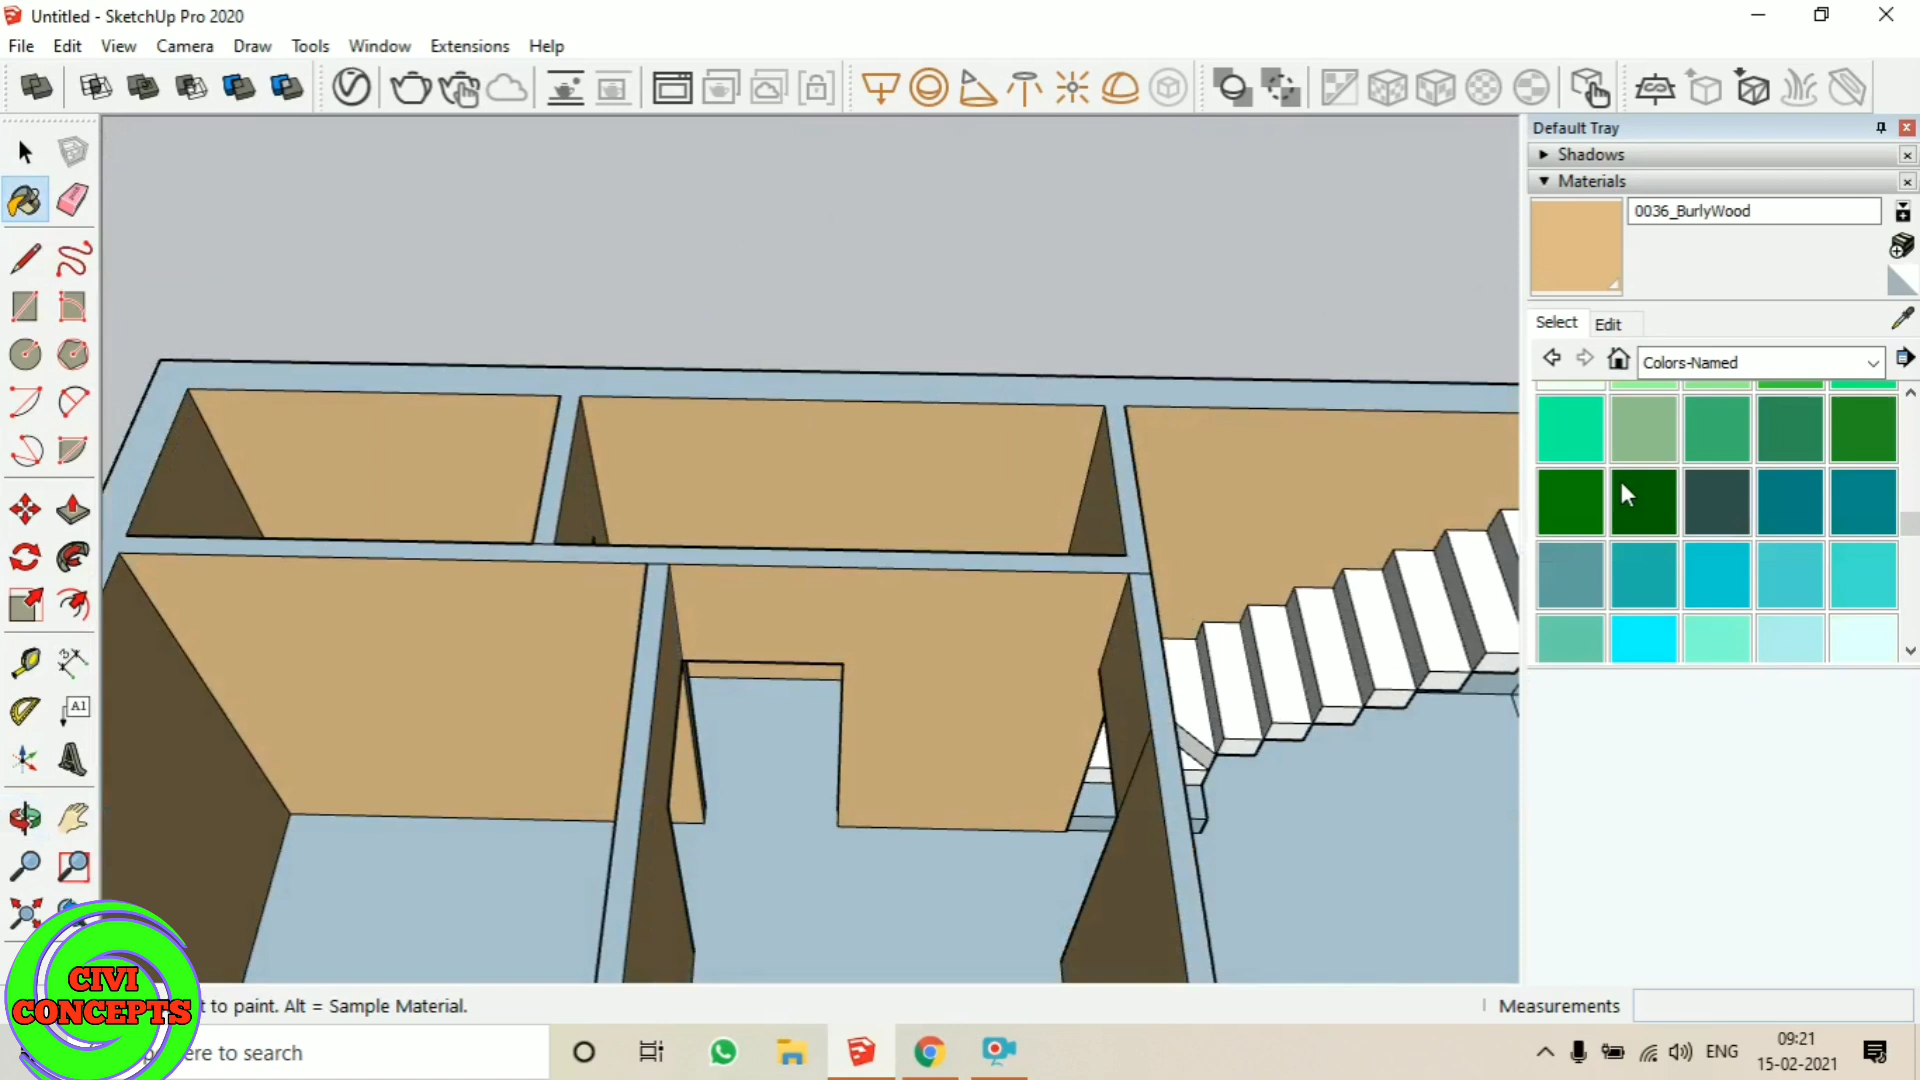 Untitled - SketchUp Pro 2020
File Edit View Camera Draw Tools Window Extensions Help
Default Tray
Shadows
Materials
0036_BurlyWood
Select Edit
Colors-Named
A1
CIVI
CONCEPTS
t to paint. Alt = Sample Material.
Measurements
ere to search
ENG
09:21
15-02-2021